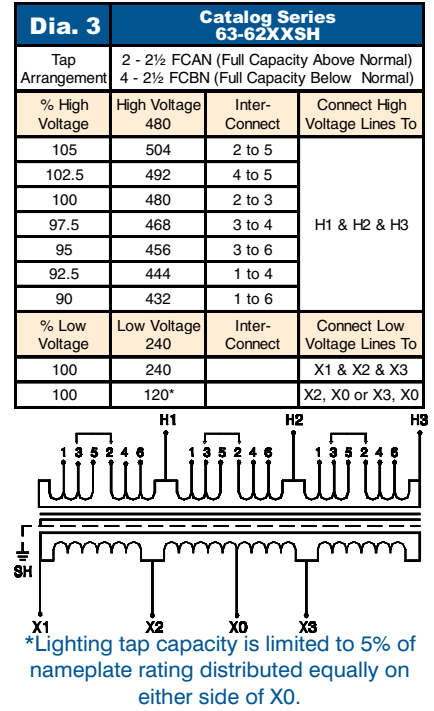 Dia. 3
Catalog Series
63-62XXSH
Tap
Arrangement
2 - 2½ FCAN (Full Capacity Above Normal)
4 - 2½ FCBN (Full Capacity Below Normal)
% High
Voltage
High Voltage
480
Inter-
Connect
Connect High
Voltage Lines To
105 504 2 to 5
102.5 492 4 to 5
100 480 2 to 3
97.5 468 3 to 4
H1 & H2 & H3
95 456 3 to 6
92.5 444 1 to 4
90 432 1 to 6
% Low
Voltage
Low Voltage
240
Inter-
Connect
Connect Low
Voltage Lines To
100 240 X1 & X2 & X3
100 120* X2, X0 or X3, X0
H1 H2 H3
1 3 5 2 4 6 1 3 5 2 4 6 1 3 5 2 4 6
SH
X1 X2 X0 X3
*Lighting tap capacity is limited to 5% of
nameplate rating distributed equally on
either side of X0.